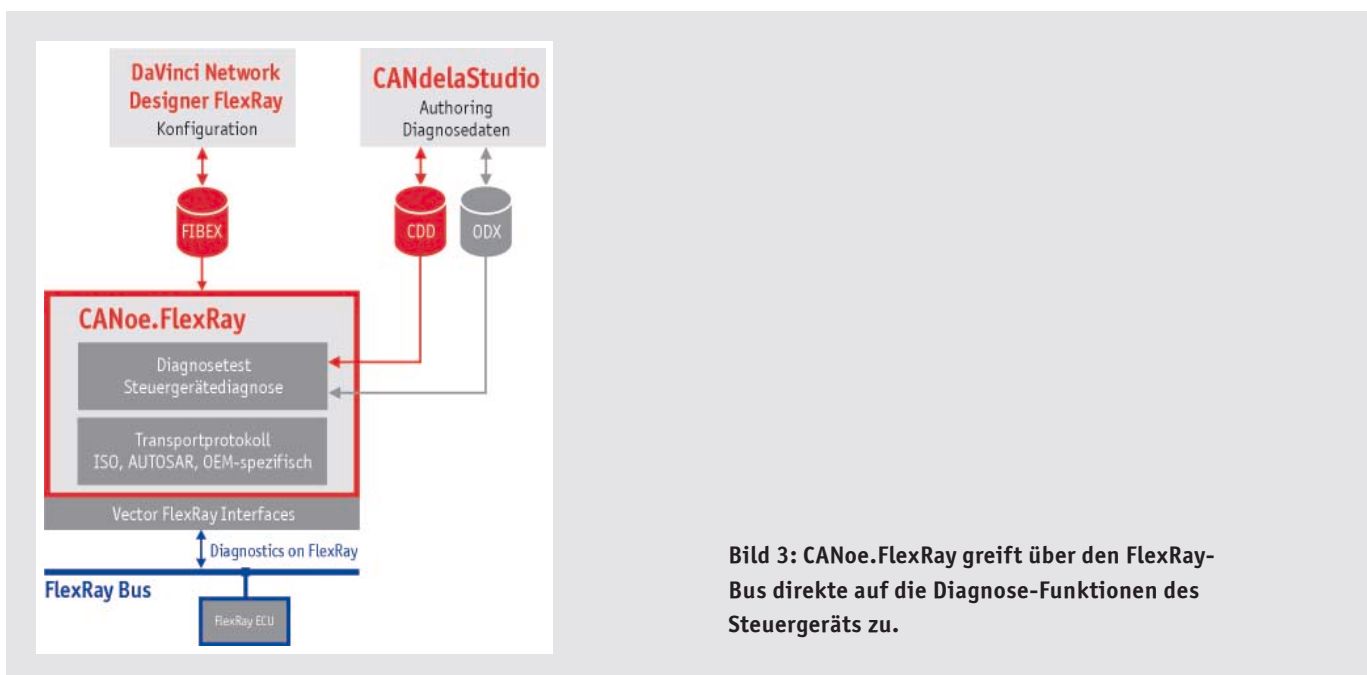 DaVinci Network
Designer FlexRay
Konfiguration
CANdelaStudio
Authoring
Diagnosedaten
FIBEX
CDD
ODX
CANoe.FlexRay
Diagnosetest
Steuergerätediagnose
Transportprotokoll
ISO, AUTOSAR, OEM-spezifisch
Vector FlexRay Interfaces
Diagnostics on FlexRay
FlexRay Bus
FlexRay ECU
Bild 3: CANoe.FlexRay greift über den FlexRay-
Bus direkte auf die Diagnose-Funktionen des
Steuergeräts zu.